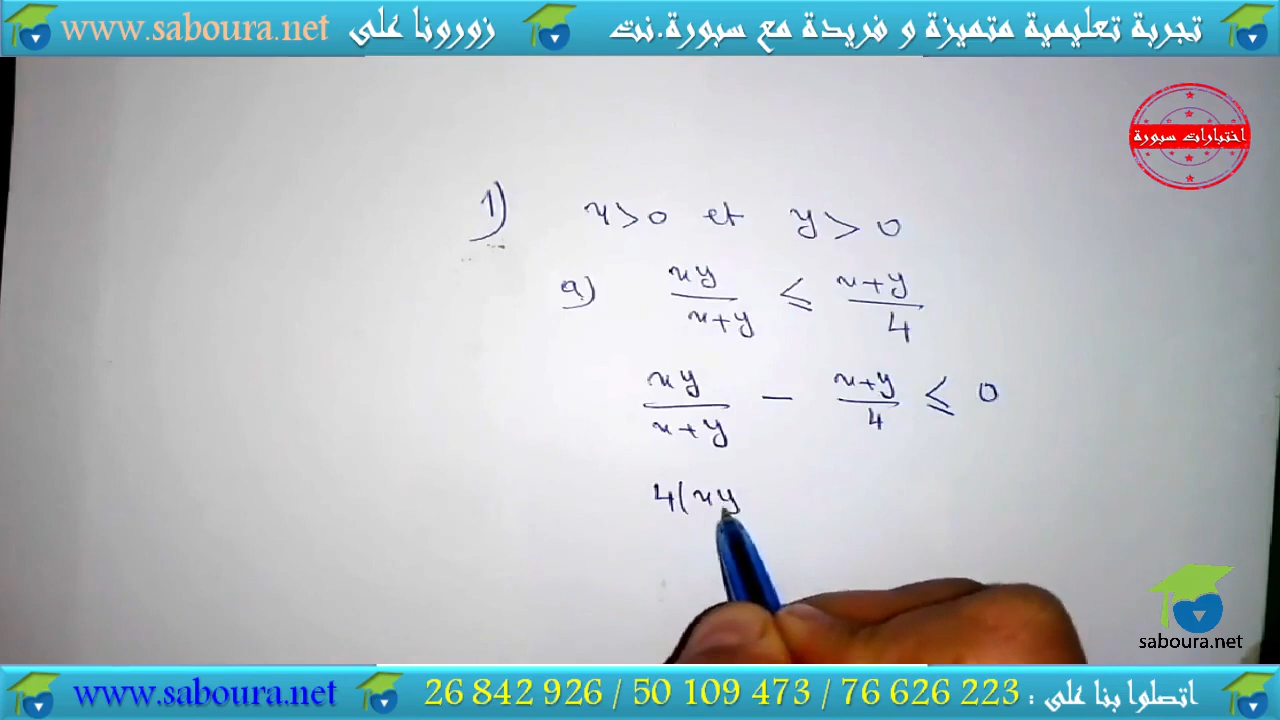 www.saboura.net زورونا على تجربة تعليمية متميزة و فريدة مع سبورة.نت
اختبارات سبورة
1) x>0 et y>0
a) xy/x+y ≤ x+y/4
xy/x+y - x+y/4 ≤ 0
4(xy
saboura.net
www.saboura.net 26 842 926 / 50 109 473 / 76 626 223 : اتصلوا بنا على